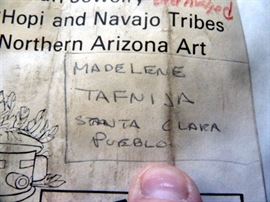 Hopi and Navajo Tribes
Northern Arizona Art
MADELENE
TAFNIJA
SANTA CLARA
PUEBLO